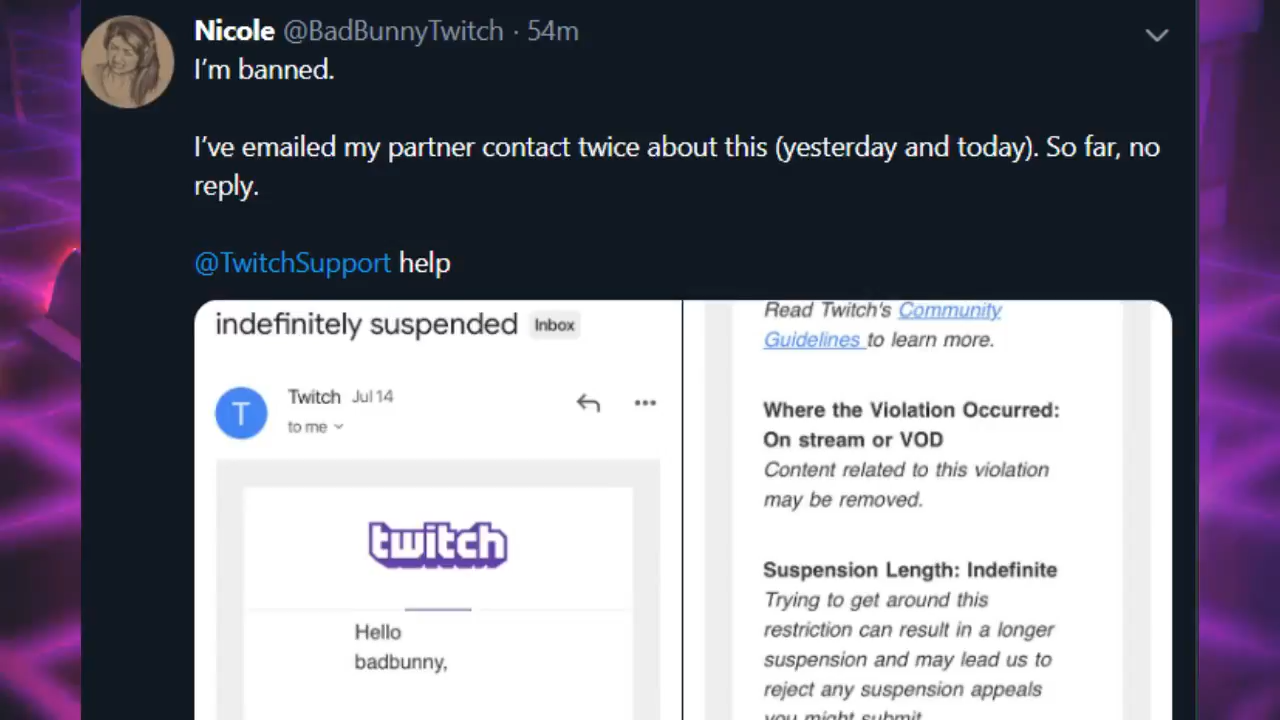 Nicole @BadBunnyTwitch · 54m
I'm banned.
I've emailed my partner contact twice about this (yesterday and today). So far, no
reply.
@TwitchSupport help
indefinitely suspended Inbox
T Twitch Jul 14
to me
twitch
Hello
badbunny,
Read Twitch's Community
Guidelines to learn more.
Where the Violation Occurred:
On stream or VOD
Content related to this violation
may be removed.
Suspension Length: Indefinite
Trying to get around this
restriction can result in a longer
suspension and may lead us to
reject any suspension appeals
you might submit